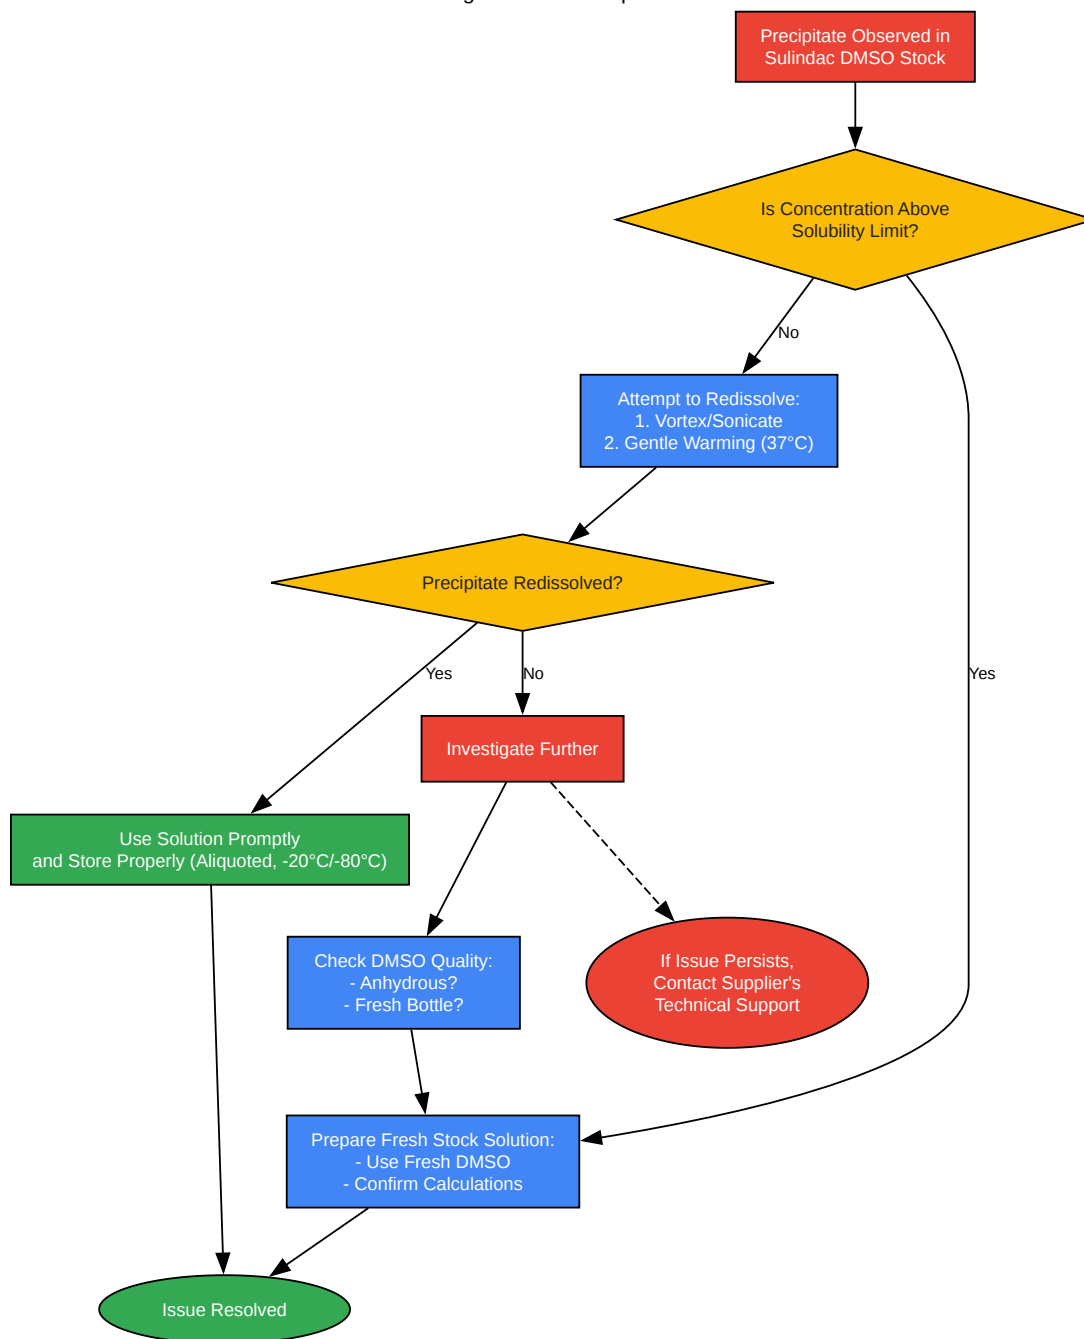 Precipitate Observed in
Sulindac DMSO Stock
Is Concentration Above
Solubility Limit?
No
Attempt to Redissolve:
1. Vortex/Sonicate
2. Gentle Warming (37°C)
Precipitate Redissolved?
Yes
No
Yes
Investigate Further
Use Solution Promptly
and Store Properly (Aliquoted, -20°C/-80°C)
Check DMSO Quality:
- Anhydrous?
- Fresh Bottle?
If Issue Persists,
Contact Supplier's
Technical Support
Prepare Fresh Stock Solution:
- Use Fresh DMSO
- Confirm Calculations
Issue Resolved